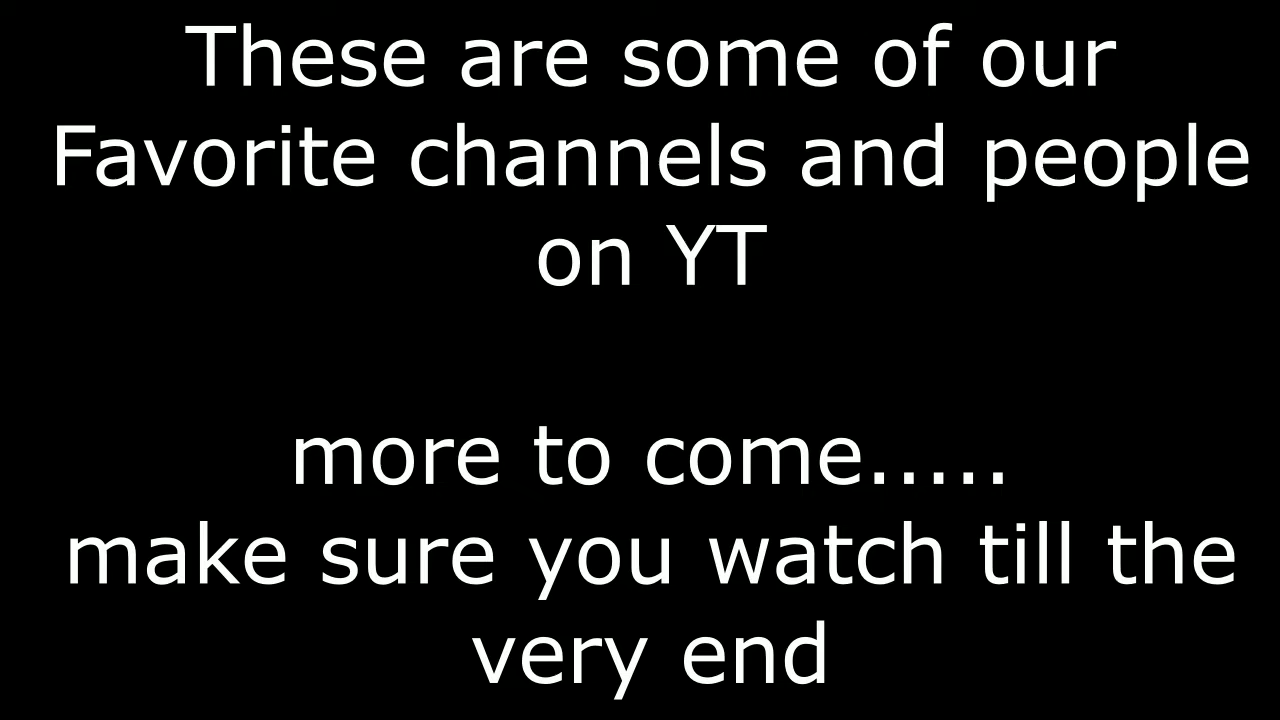 These are some of our
Favorite channels and people
on YT
more to come.....
make sure you watch till the
very end